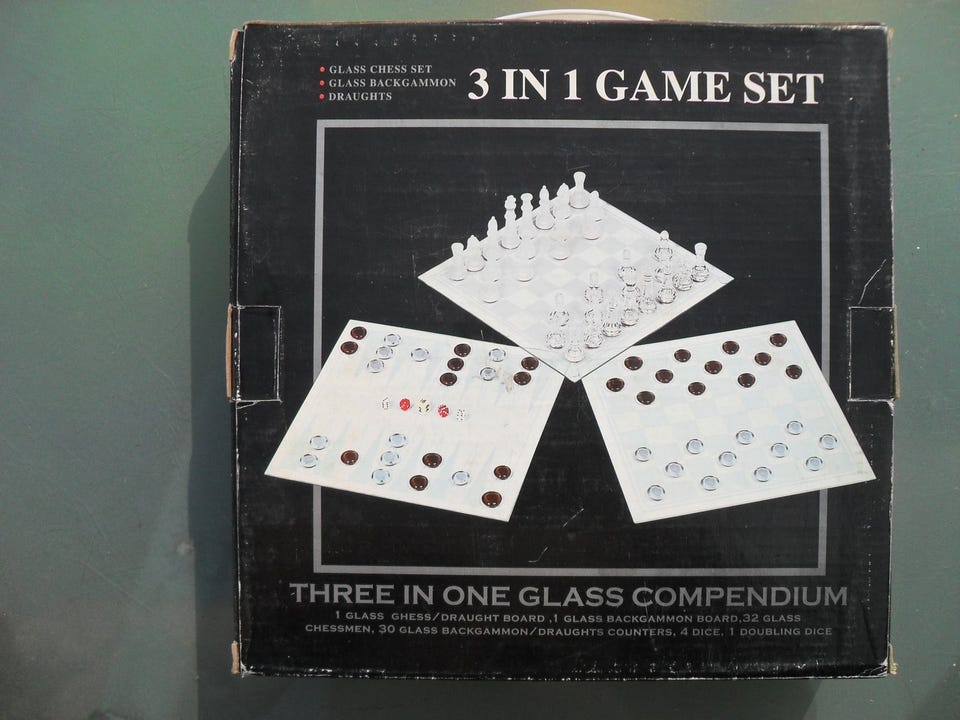 GLASS CHESS SET
GLASS BACKGAMMON
DRAUGHTS
3 IN 1 GAME SET
THREE IN ONE GLASS COMPENDIUM
1 GLASS GHESS/DRAUGHT BOARD ,1 GLASS BACKGAMMON BOARD,32 GLASS
CHESSMEN, 30 GLASS BACKGAMMON/DRAUGHTS COUNTERS, 4 DICE, 1 DOUBLING DICE